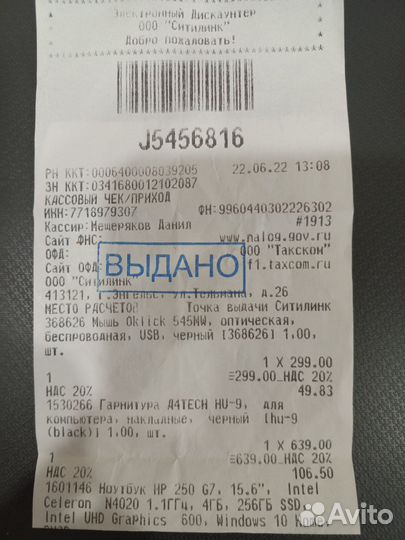 Электронный Дискаунтер
ООО "Ситилинк"
Добро пожаловать!
J5456816
РН ККТ:0006400008039205 22.06.22 13:08
ЗН ККТ:0341680012102087
КАССОВЫЙ ЧЕК/ПРИХОД
ИНН:7718979307 ФН:9960440302226302
Кассир:Мещеряков Данил #1913
Сайт ФНС: www.nalog.gov.ru
ОФД: ООО "Такском"
Сайт ОФД: f1.taxcom.ru
ВЫДАНО
ООО "Ситилинк"
413121, г.Энгельс, ул.Тельмана, д.26
МЕСТО РАСЧЕТОВ Точка выдачи Ситилинк
368626 Мышь Oklick 545MW, оптическая,
беспроводная, USB, черный [368626] 1.00,
шт.
1 X 299.00
1 =299.00_НДС 20%
НДС 20% 49.83
1530266 Гарнитура A4TECH HU-9, для
компьютера, накладные, черный [hu-9
(black)] 1.00, шт.
1 X 639.00
1 =639.00_НДС 20%
НДС 20% 106.50
1601146 Ноутбук HP 250 G7, 15.6", Intel
Celeron N4020 1.1ГГц, 4ГБ, 256ГБ SSD,
Intel UHD Graphics 600, Windows 10 Home,
Avito